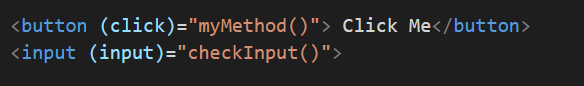 <button (click)="myMethod()"> Click Me</button>
<input (input)="checkInput()">